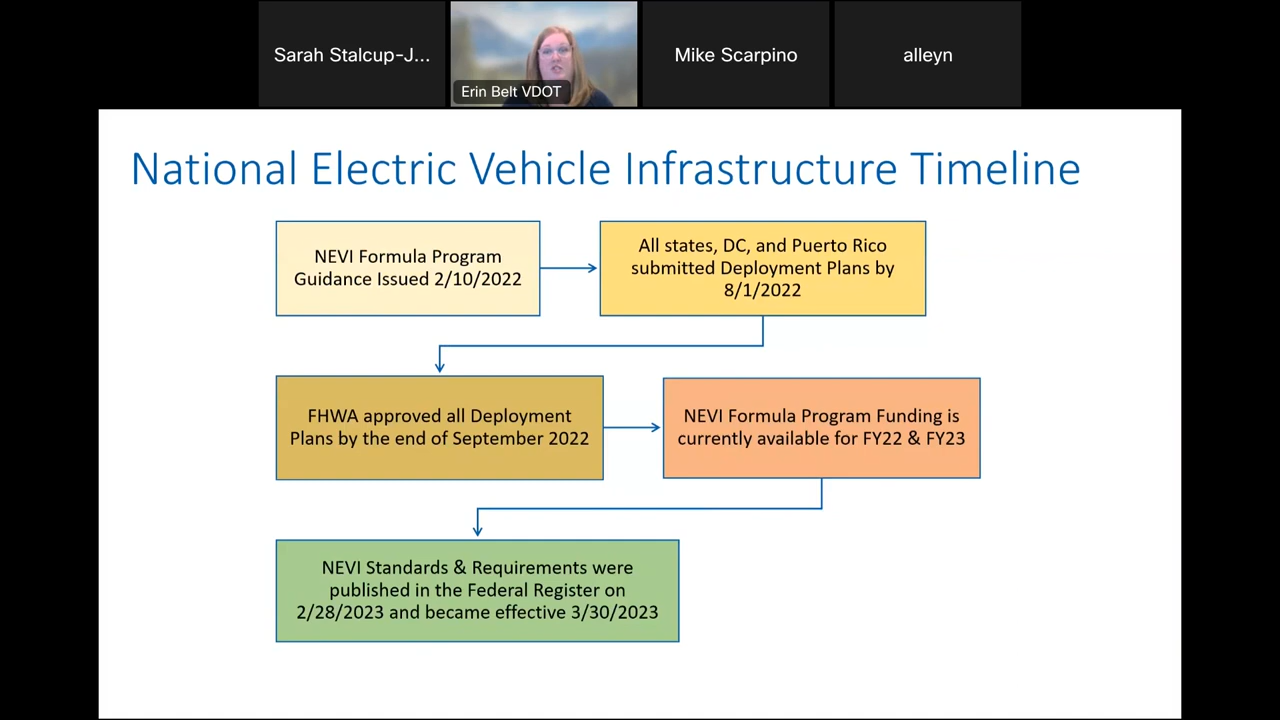 Sarah Stalcup-J...
Erin Belt VDOT
Mike Scarpino
alleyn
National Electric Vehicle Infrastructure Timeline
NEVI Formula Program
Guidance Issued 2/10/2022
All states, DC, and Puerto Rico
submitted Deployment Plans by
8/1/2022
FHWA approved all Deployment
Plans by the end of September 2022
NEVI Formula Program Funding is
currently available for FY22 & FY23
NEVI Standards & Requirements were
published in the Federal Register on
2/28/2023 and became effective 3/30/2023